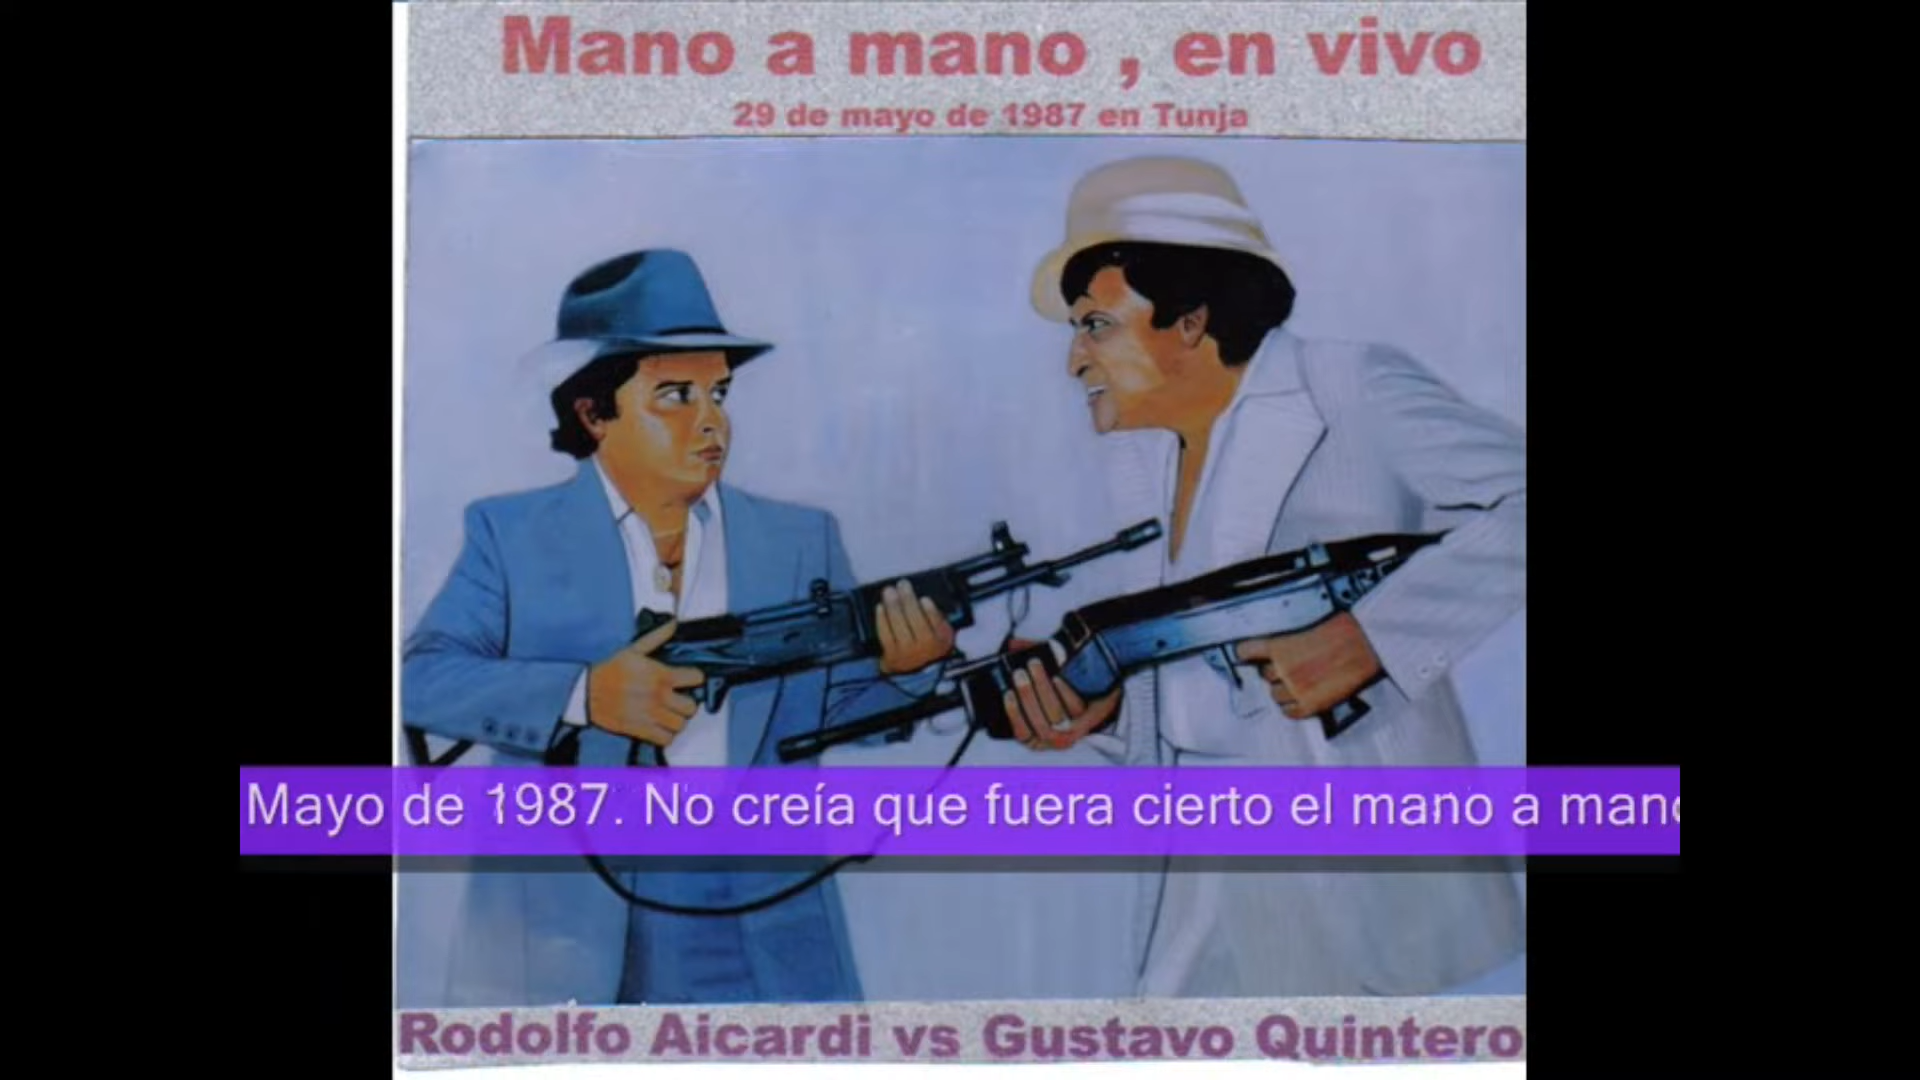 Mano a mano , en vivo
29 de mayo de 1987 en Tunja
Mayo de 1987. No creía que fuera cierto el mano a mano
Rodolfo Aicardi vs Gustavo Quintero